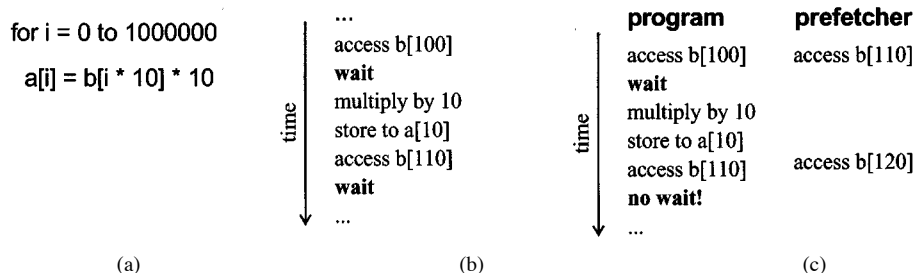 for i = 0 to 1000000
a[i] = b[i * 10] * 10
(a)
time
...
access b[100]
wait
multiply by 10
store to a[10]
access b[110]
wait
...
(b)
time
program prefetcher
access b[100] access b[110]
wait
multiply by 10
store to a[10]
access b[110] access b[120]
no wait!
...
(c)